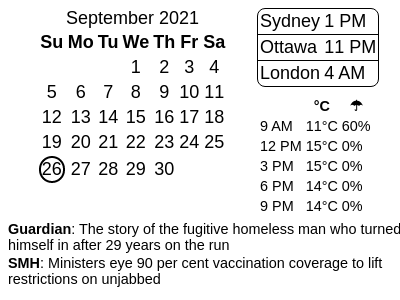 September 2021
Su Mo Tu We Th Fr Sa
1 2 3 4
5 6 7 8 9 10 11
12 13 14 15 16 17 18
19 20 21 22 23 24 25
26 27 28 29 30
Sydney 1 PM
Ottawa 11 PM
London 4 AM
°C ☂
9 AM 11°C 60%
12 PM 15°C 0%
3 PM 15°C 0%
6 PM 14°C 0%
9 PM 14°C 0%
Guardian: The story of the fugitive homeless man who turned
himself in after 29 years on the run
SMH: Ministers eye 90 per cent vaccination coverage to lift
restrictions on unjabbed